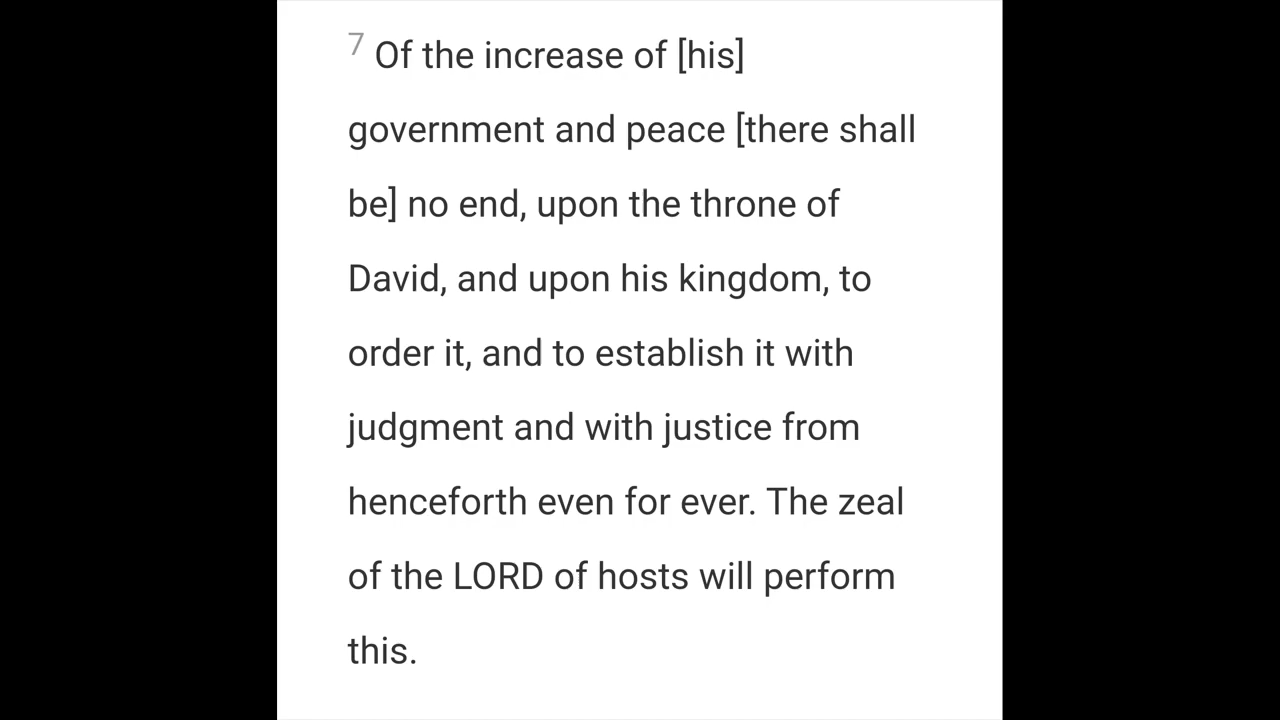 7 Of the increase of [his]
government and peace [there shall
be] no end, upon the throne of
David, and upon his kingdom, to
order it, and to establish it with
judgment and with justice from
henceforth even for ever. The zeal
of the LORD of hosts will perform
this.